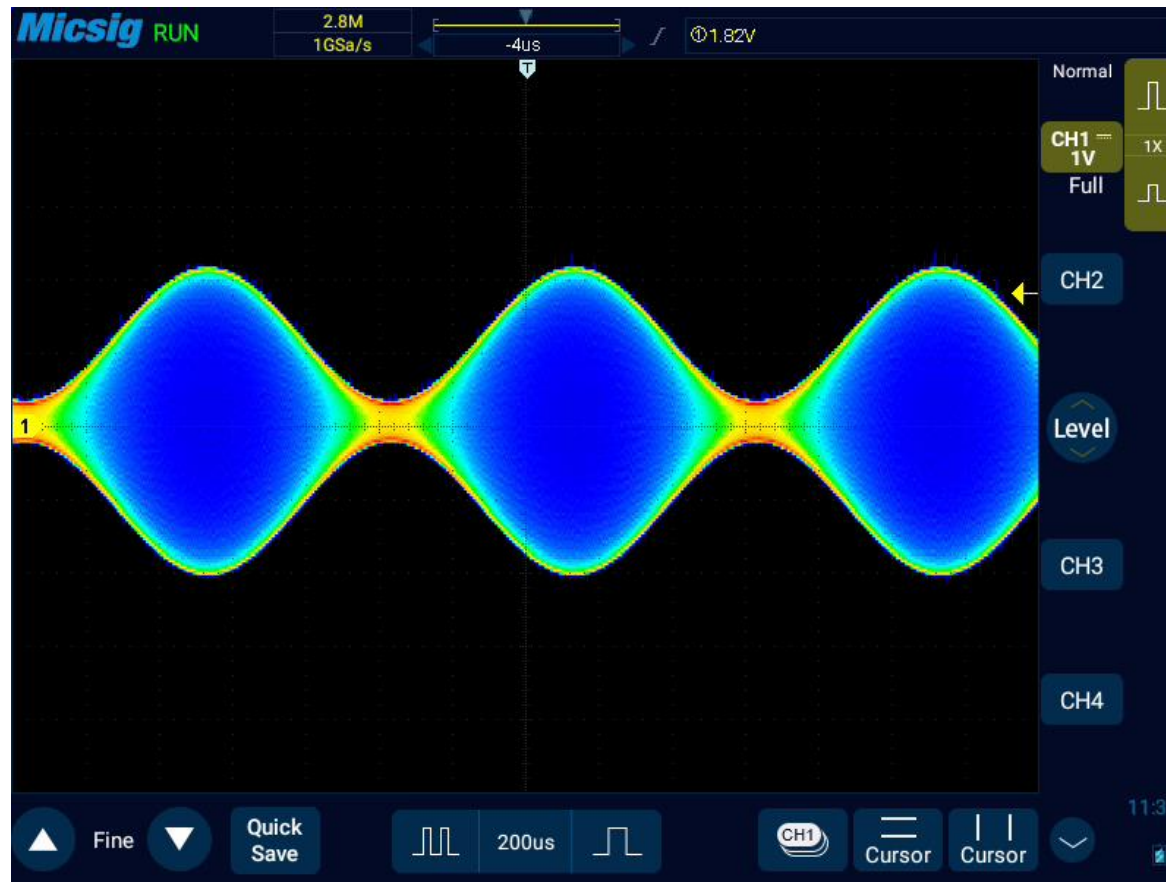 Micsig RUN
2.8M
1GSa/s
-4us
①1.82V
T
Normal
CH1
1V
1X
Full
CH2
1
Level
CH3
CH4
Fine
Quick
Save
200us
CH1
Cursor
Cursor